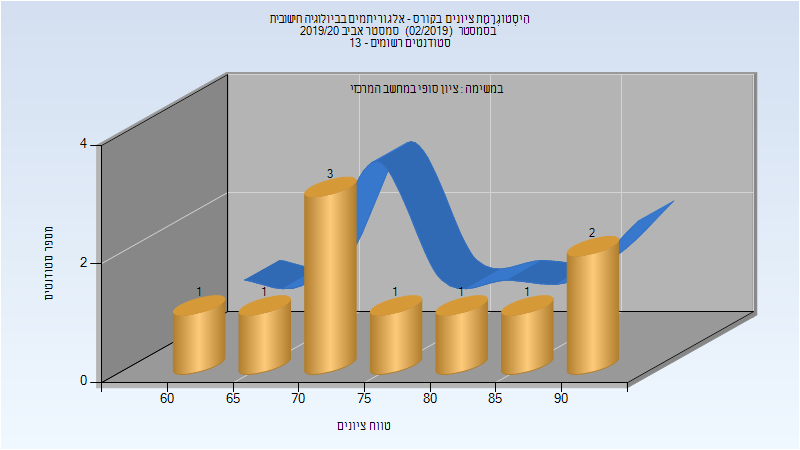 היסטוגרמת ציונים בקורס - אלגוריתמים בביולוגיה חישובית
בסמסטר (02/2019) סמסטר אביב 2019/20
סטודנטים רשומים - 13
במשימה : ציון סופי במחשב המרכזי
4
2
0
מספר סטודנטים
1
1
3
1
1
1
2
60
65
70
75
80
85
90
טווח ציונים